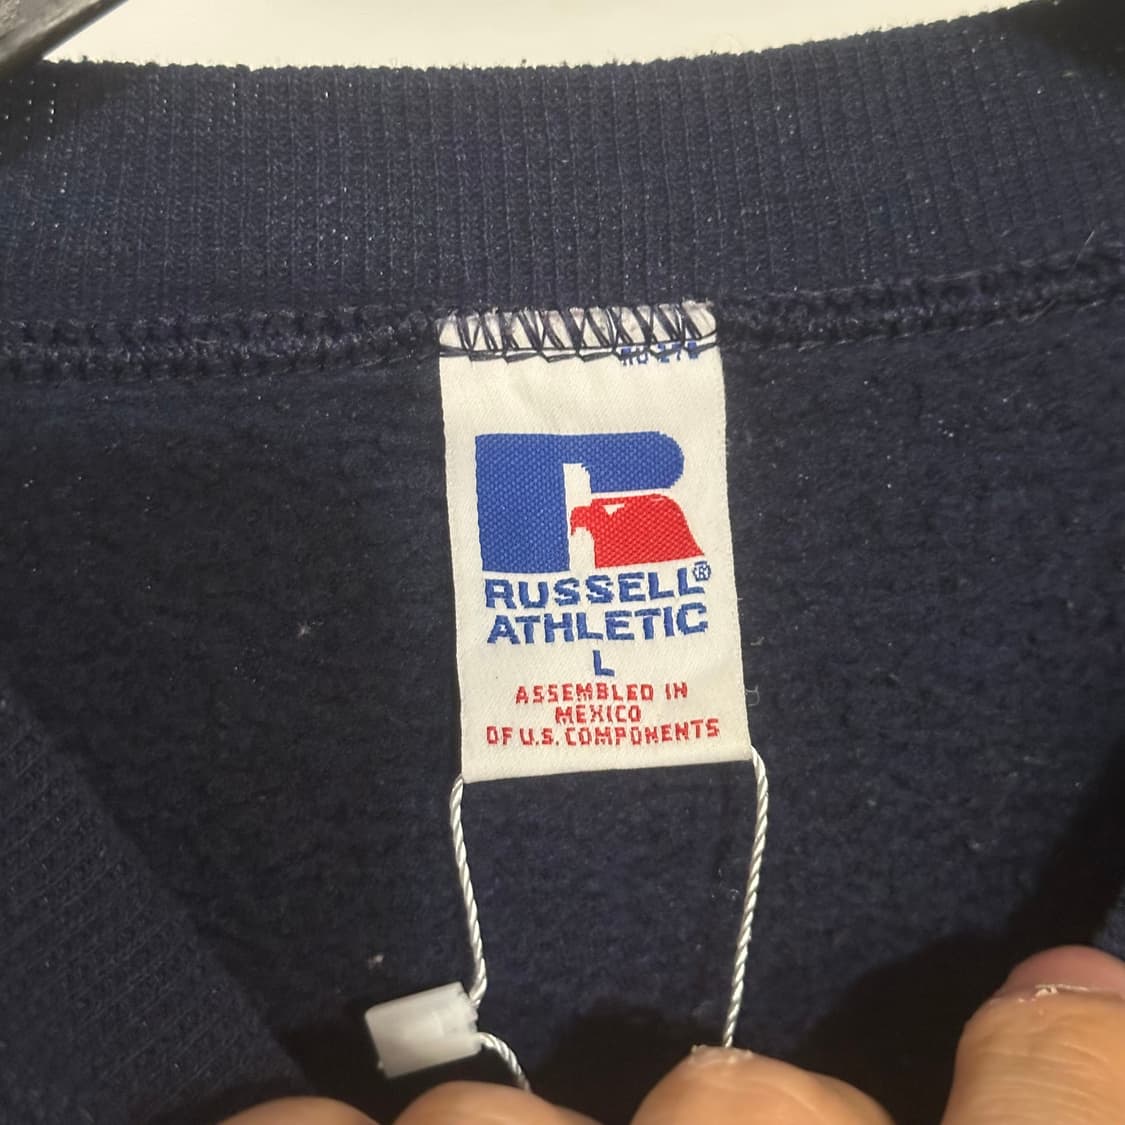 RUSSELL®
ATHLETIC
L
ASSEMBLED IN
MEXICO
OF U.S. COMPONENTS